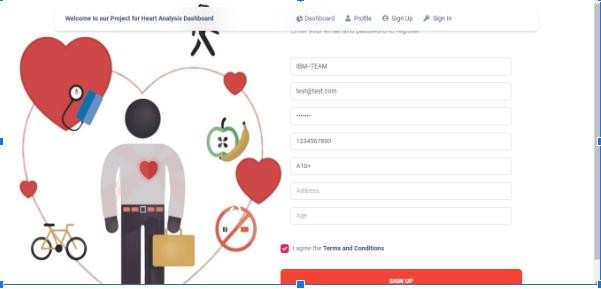 Welcome to our Project for Heart Analysis Dashboard
Dashboard
Profile
Sign Up
Sign In
Enter your email and password to register
IBM-TEAM
test@test.com
•••••••
1234567890
Address
Age
I agree the Terms and Conditions
SIGN UP